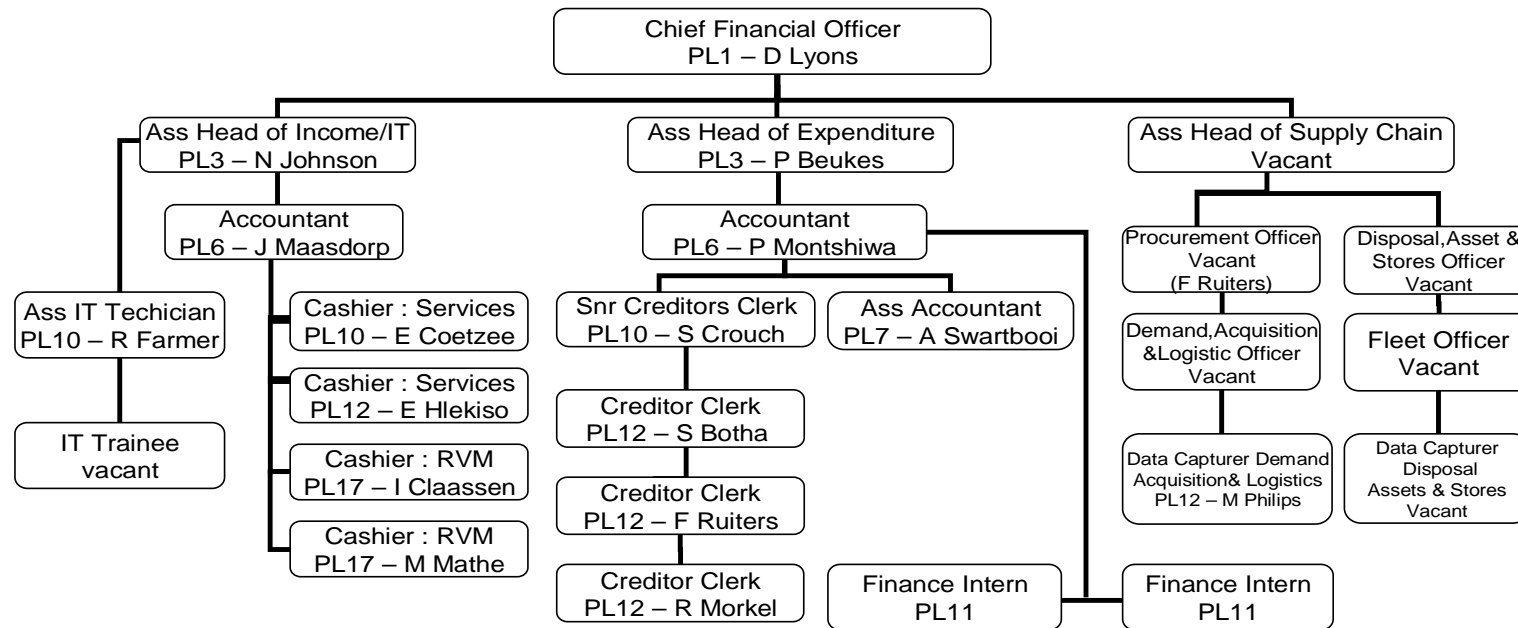 Chief Financial Officer
PL1 – D Lyons
Ass Head of Income/IT
PL3 – N Johnson
Ass Head of Expenditure
PL3 – P Beukes
Ass Head of Supply Chain
Vacant
Accountant
PL6 – J Maasdorp
Accountant
PL6 – P Montshiwa
Procurement Officer
Vacant
(F Ruiters)
Disposal,Asset &
Stores Officer
Vacant
Ass IT Techician
PL10 – R Farmer
Cashier : Services
PL10 – E Coetzee
Snr Creditors Clerk
PL10 – S Crouch
Ass Accountant
PL7 – A Swartbooi
Demand,Acquisition
&Logistic Officer
Vacant
Fleet Officer
Vacant
Cashier : Services
PL12 – E Hlekiso
Creditor Clerk
PL12 – S Botha
IT Trainee
vacant
Cashier : RVM
PL17 – I Claassen
Creditor Clerk
PL12 – F Ruiters
Data Capturer Demand
Acquisition& Logistics
PL12 – M Philips
Data Capturer
Disposal
Assets & Stores
Vacant
Cashier : RVM
PL17 – M Mathe
Creditor Clerk
PL12 – R Morkel
Finance Intern
PL11
Finance Intern
PL11